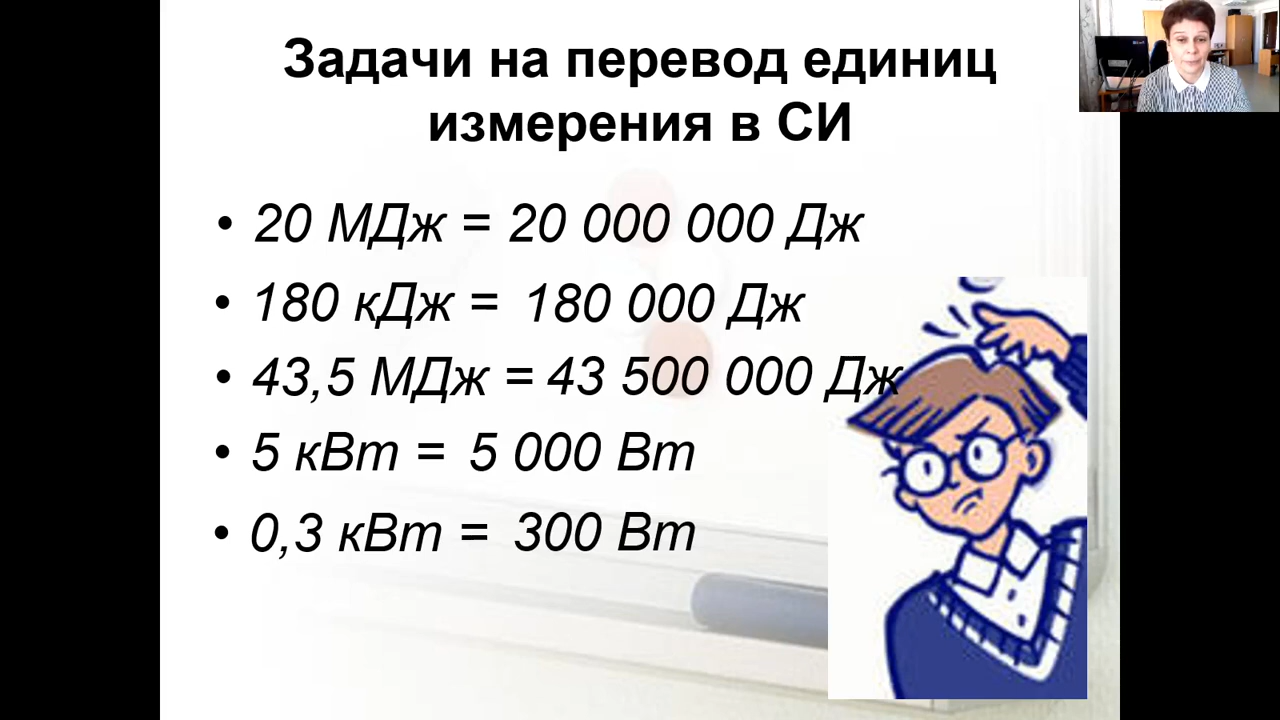 Задачи на перевод единиц
измерения в СИ
• 20 МДж = 20 000 000 Дж
• 180 кДж = 180 000 Дж
• 43,5 МДж = 43 500 000 Дж
• 5 кВт = 5 000 Вт
• 0,3 кВт = 300 Вт